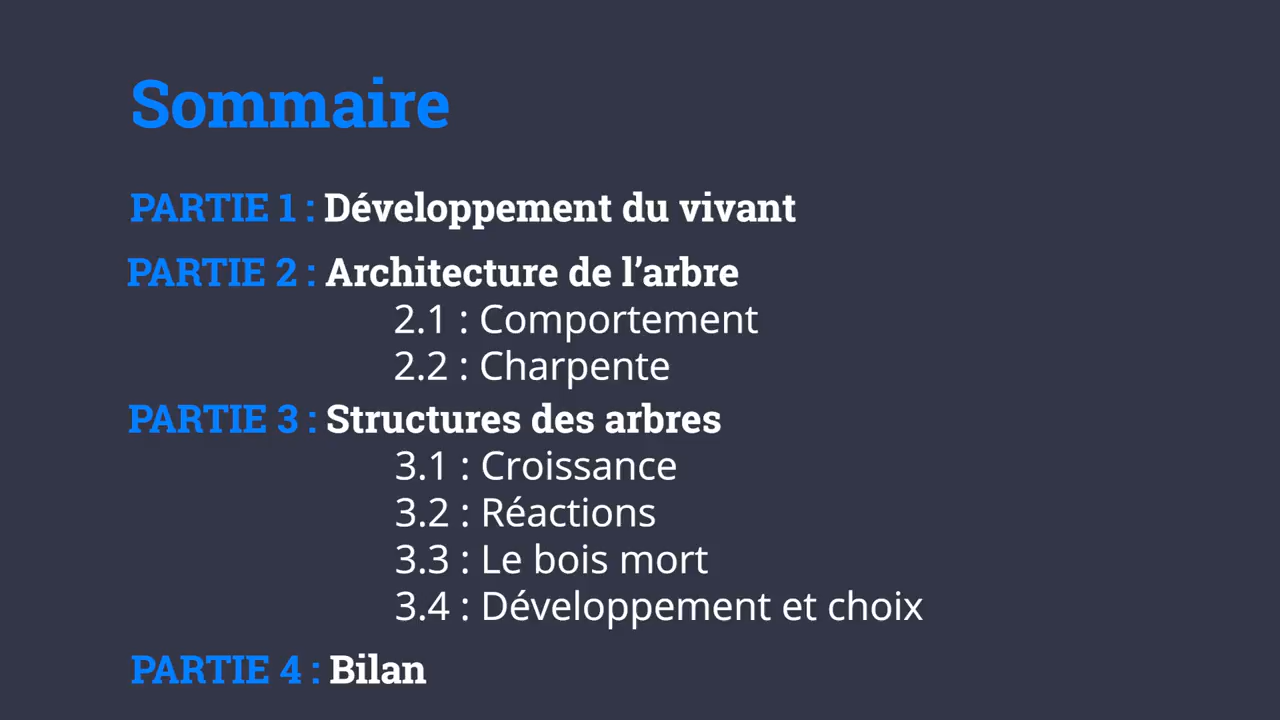 Sommaire
PARTIE 1 : Développement du vivant
PARTIE 2 : Architecture de l’arbre
2.1 : Comportement
2.2 : Charpente
PARTIE 3 : Structures des arbres
3.1 : Croissance
3.2 : Réactions
3.3 : Le bois mort
3.4 : Développement et choix
PARTIE 4 : Bilan